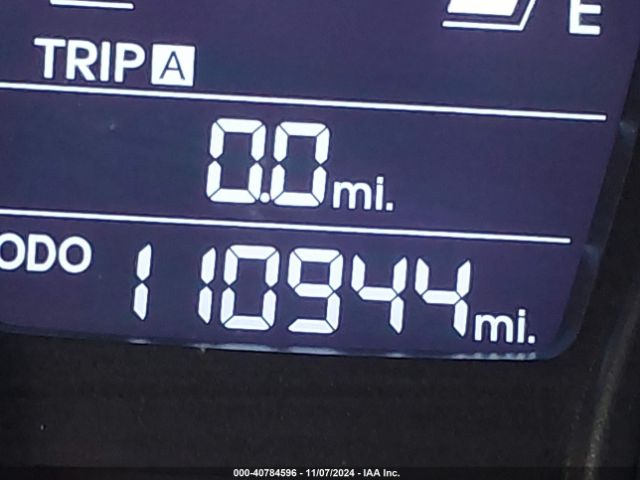 E
TRIP A
0.0 mi.
ODO 110944 mi.
000-40784596 - 11/07/2024 - IAA Inc.